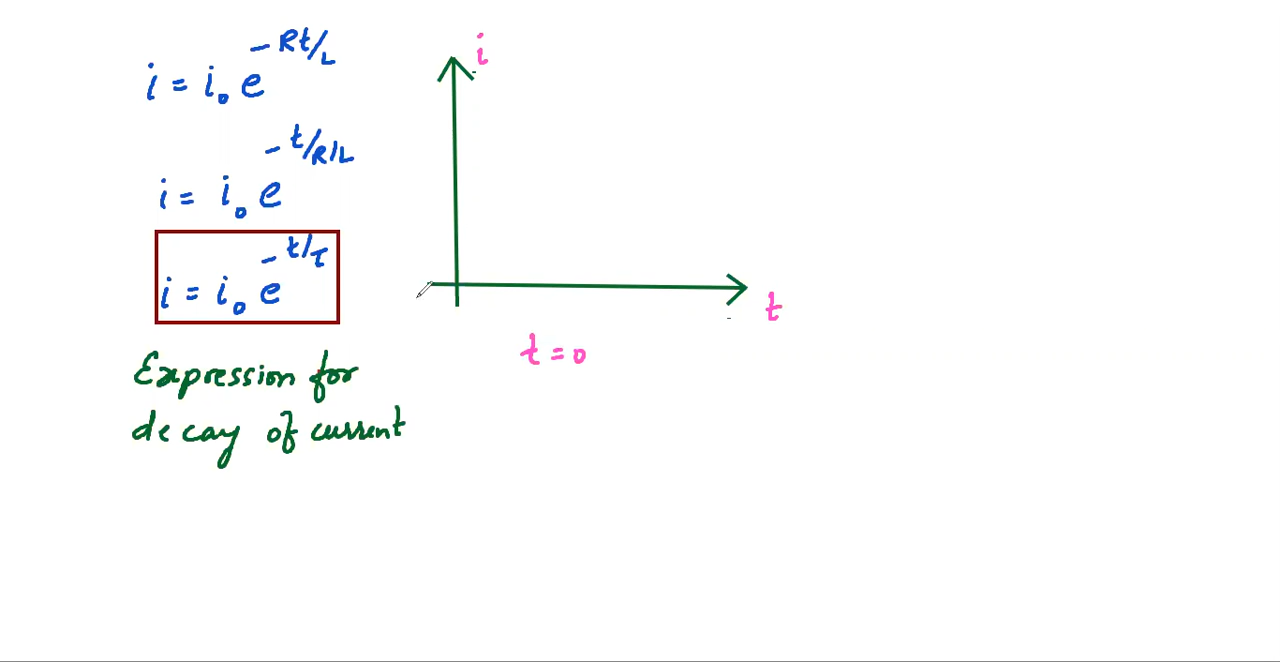 i = i₀ e^{-Rt/L}
i = i₀ e^{-t/R/L}
i = i₀ e^{-t/τ}
Expression for
decay of current
i
t
t = 0